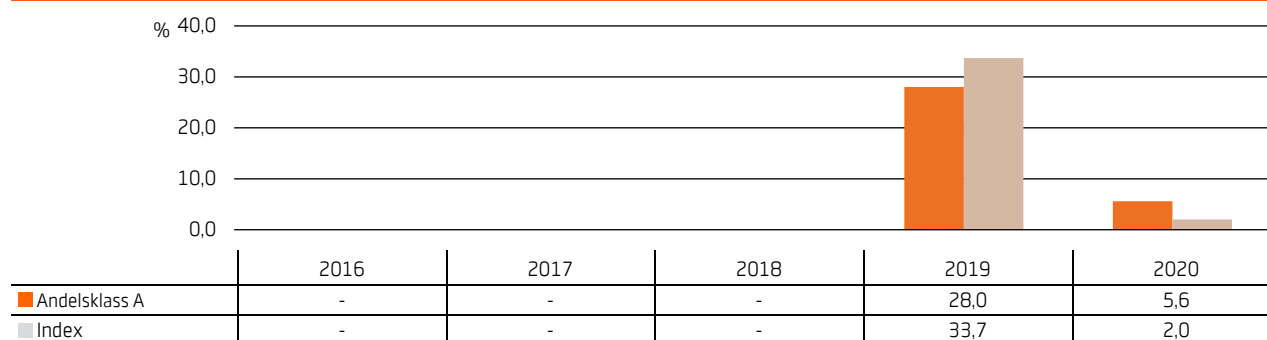 % 40,0
30,0
20,0
10,0
0,0
2016 2017 2018 2019 2020
Andelsklass A - - - 28,0 5,6
Index - - - 33,7 2,0